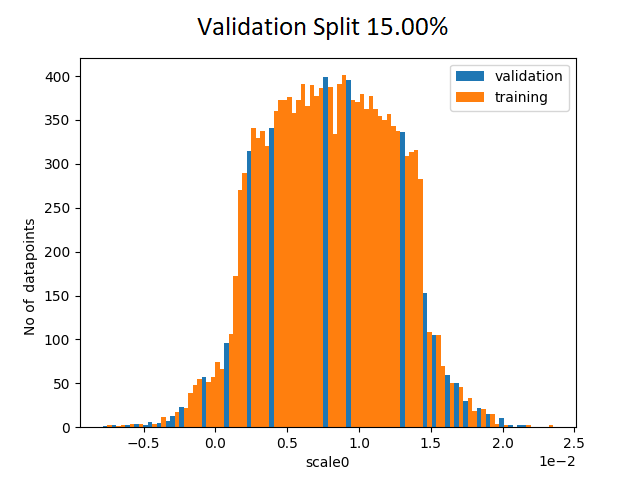 Validation Split 15.00%
validation
training
400
350
300
250
200
150
100
50
0
No of datapoints
−0.5 0.0 0.5 1.0 1.5 2.0 2.5
1e−2
scale0